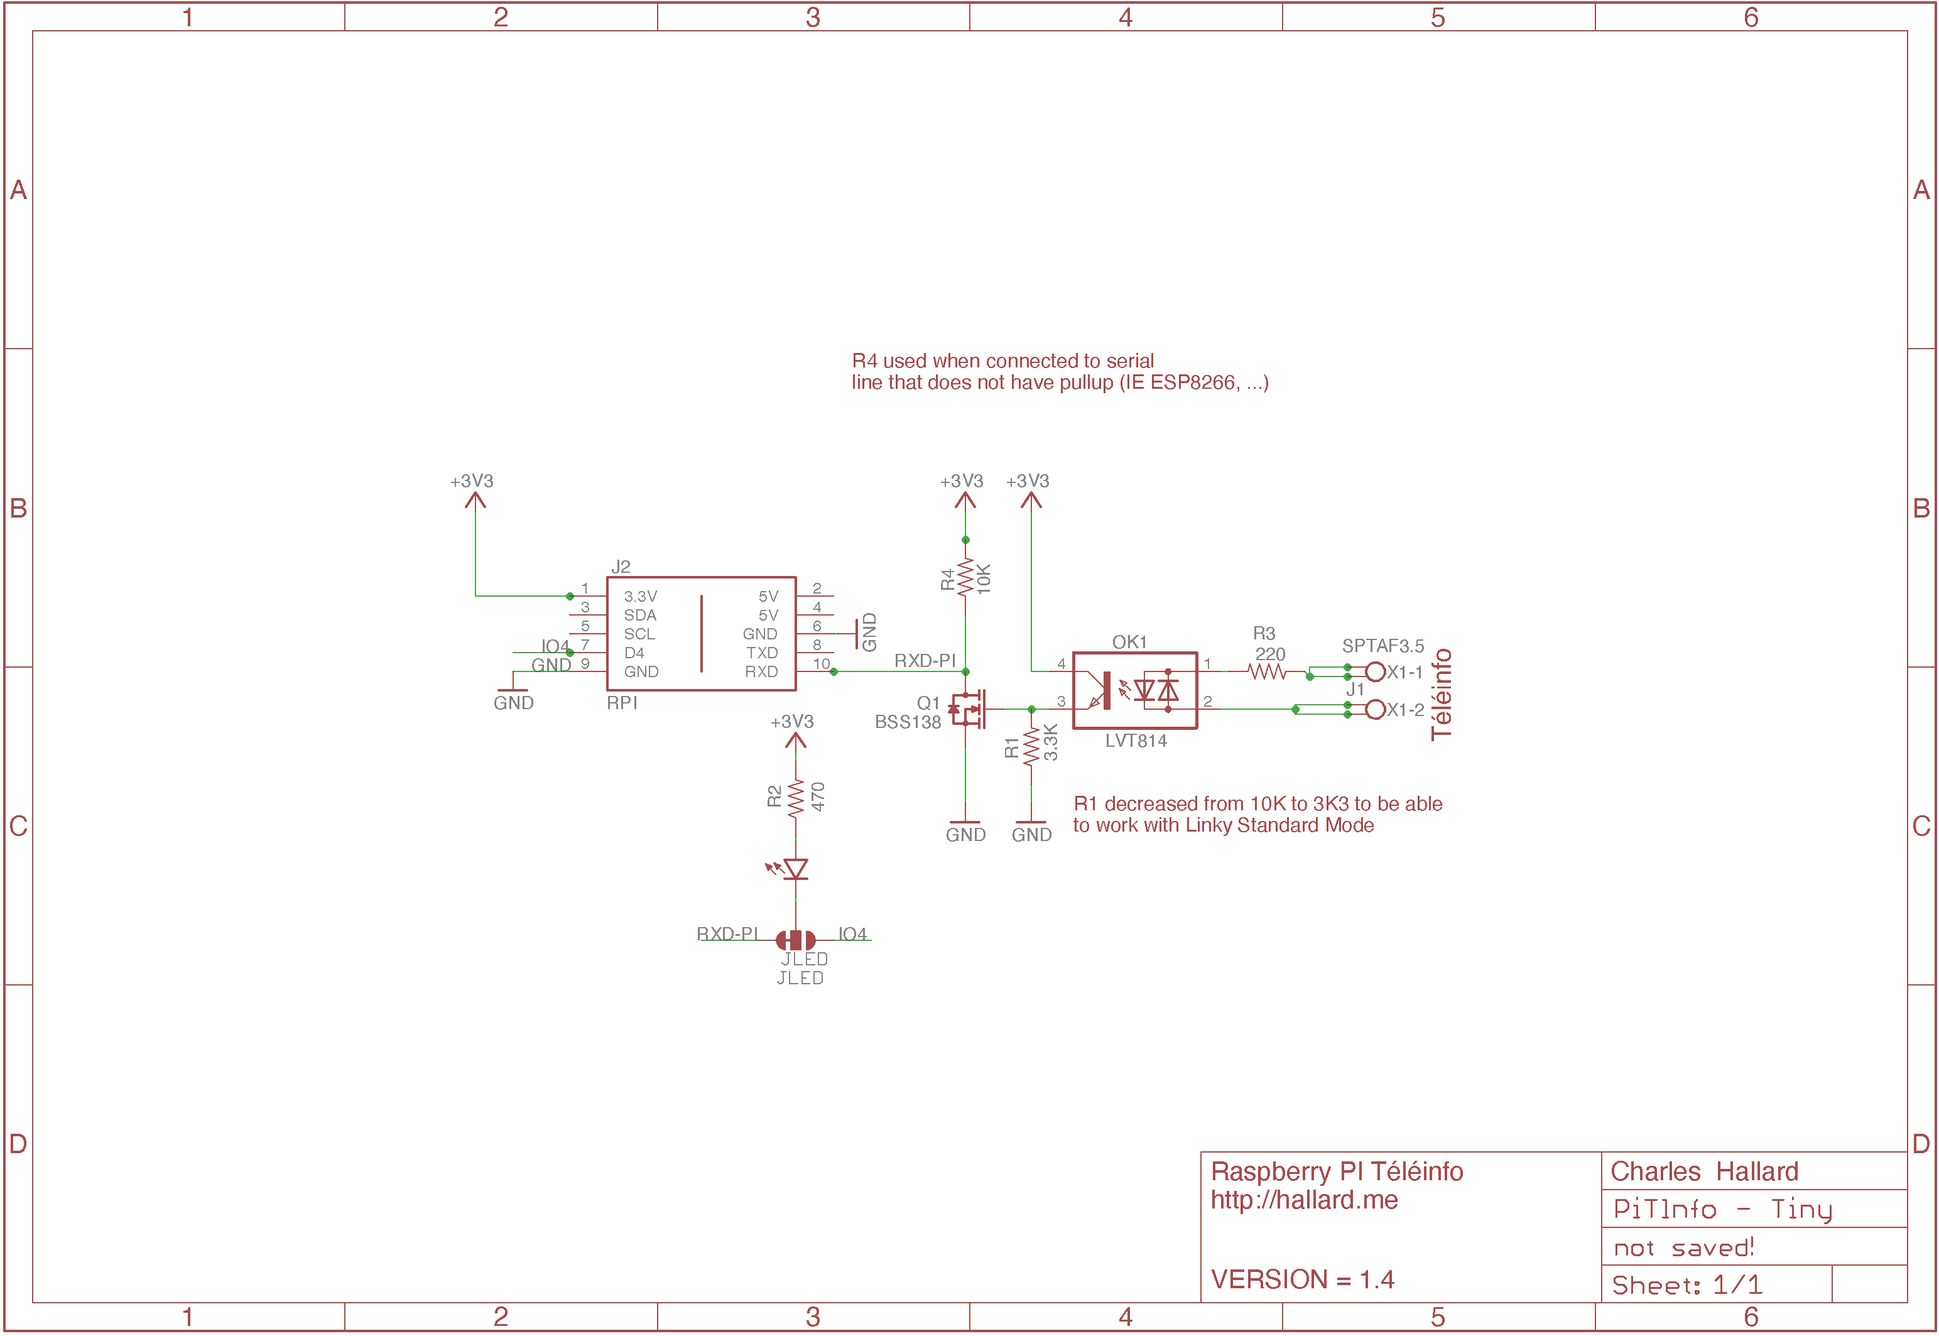 1 2 3 4 5 6
A A
R4 used when connected to serial
line that does not have pullup (IE ESP8266, ...)
+3V3 +3V3 +3V3
B B
J2
1 3.3V 5V 2
3 SDA 5V 4
5 SCL GND 6 GND
IO4 7 D4 TXD 8
GND 9 GND RXD 10
GND
RPI
RXD-PI
R4 10K
Q1
BSS138
OK1
4 1
3 2
LVT814
R3
220
SPTAF3.5
X1-1
J1
X1-2
Téléinfo
R1 3.3K
GND GND
R1 decreased from 10K to 3K3 to be able
to work with Linky Standard Mode
+3V3
R2 470
C C
RXD-PI IO4
JLED
JLED
D D
Raspberry PI Téléinfo
http://hallard.me
VERSION = 1.4
Charles Hallard
PiTInfo - Tiny
not saved!
Sheet: 1/1
1 2 3 4 5 6